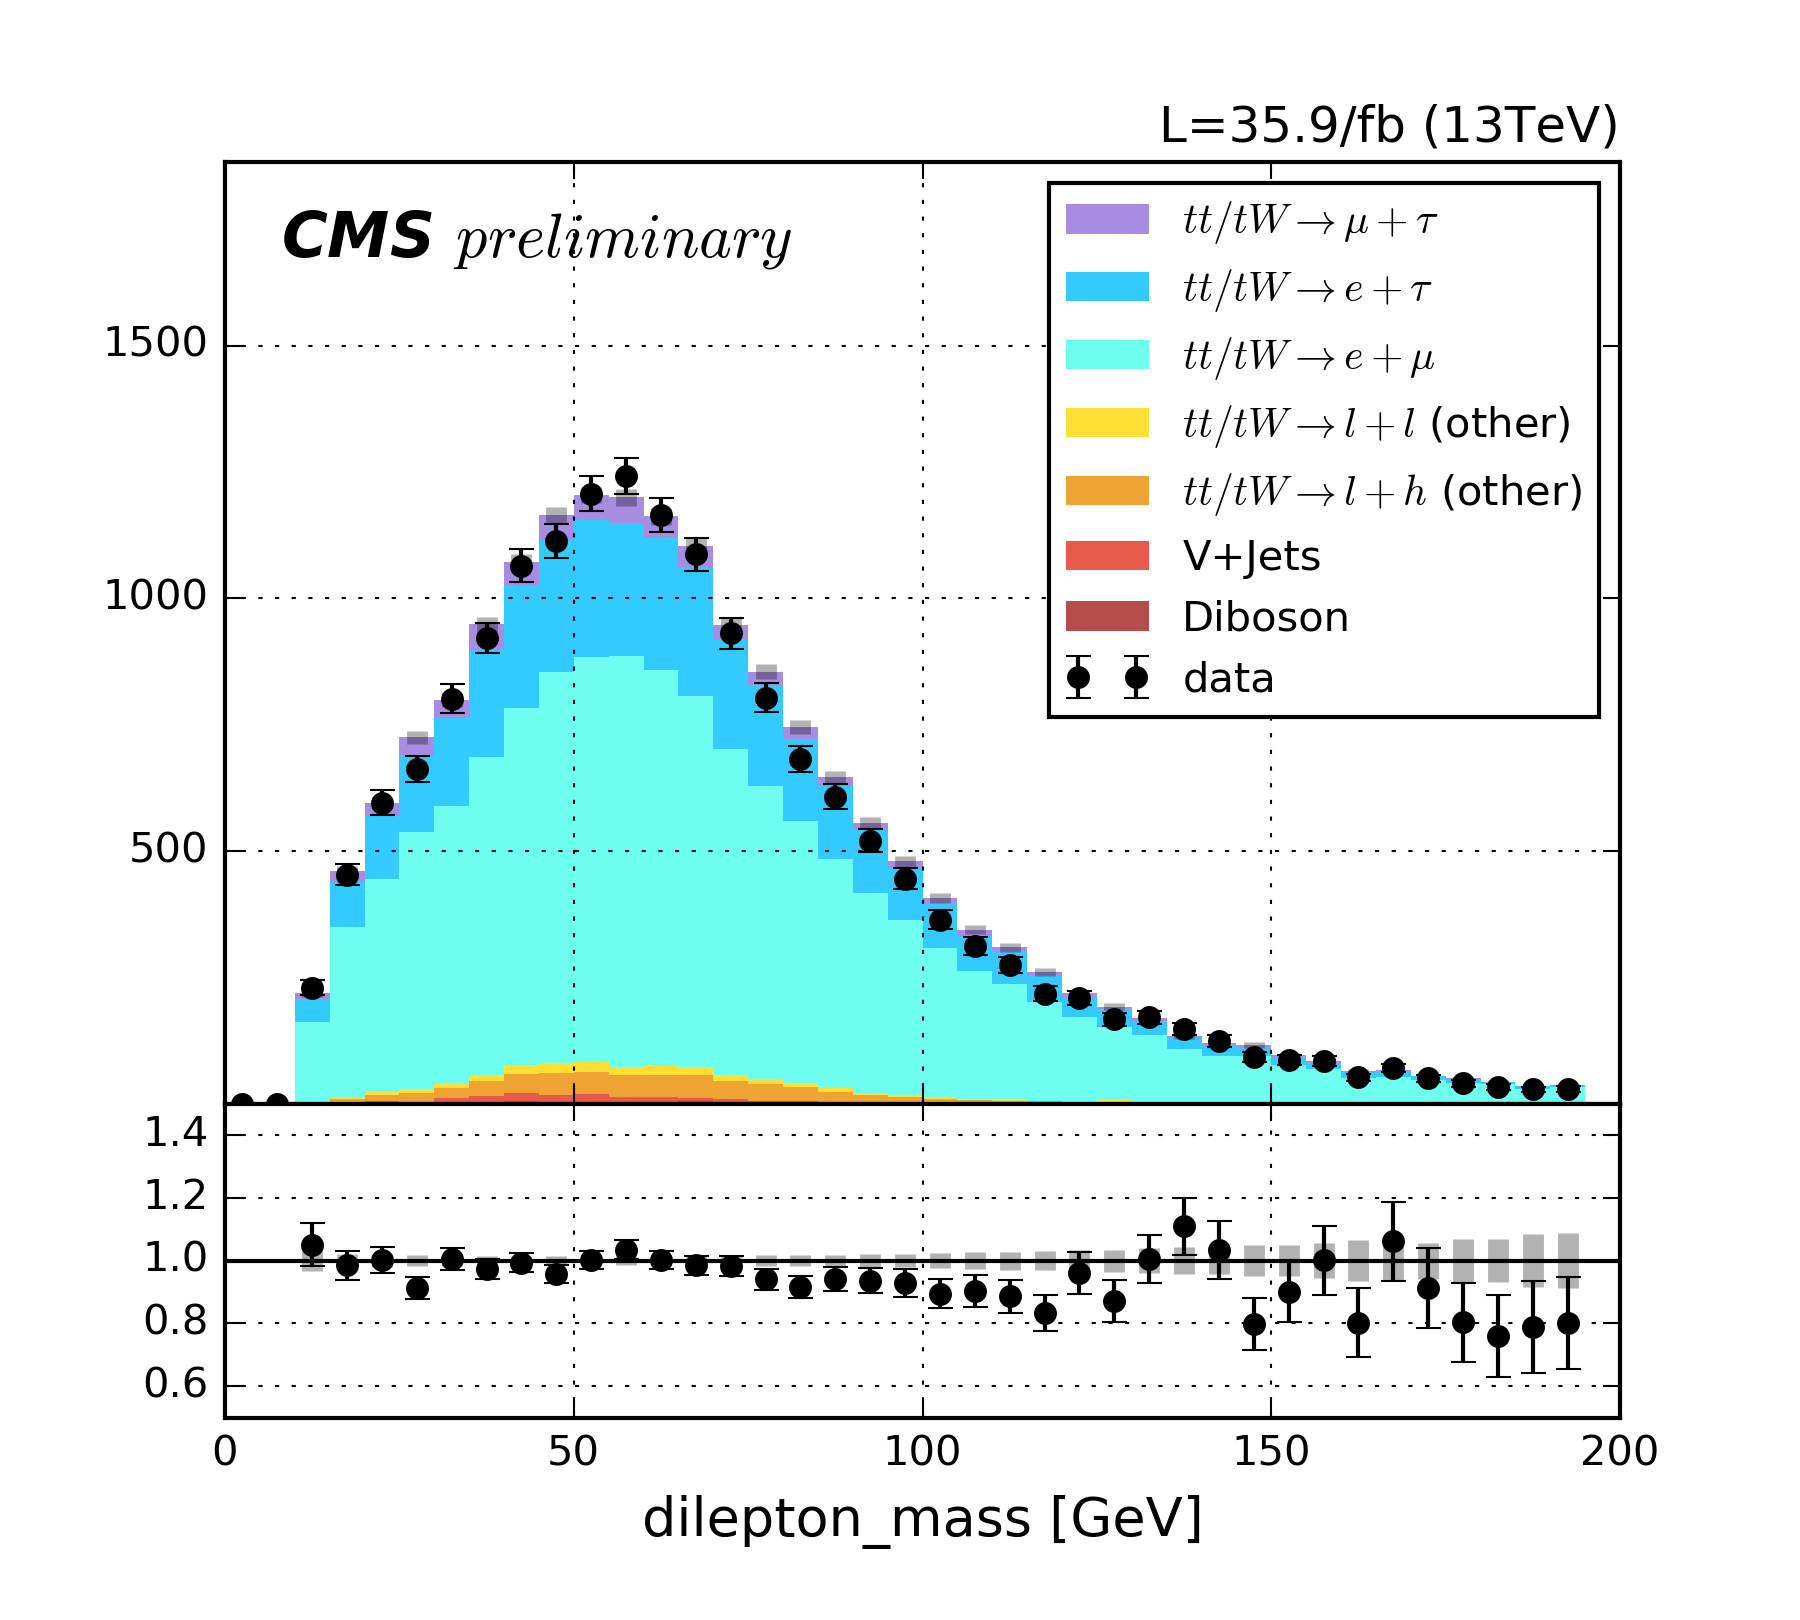 L=35.9/fb (13TeV)
CMS preliminary
tt/tW → μ + τ
tt/tW → e + τ
tt/tW → e + μ
tt/tW → l + l (other)
tt/tW → l + h (other)
V+Jets
Diboson
data
1500
1000
500
1.4
1.2
1.0
0.8
0.6
0 50 100 150 200
dilepton_mass [GeV]